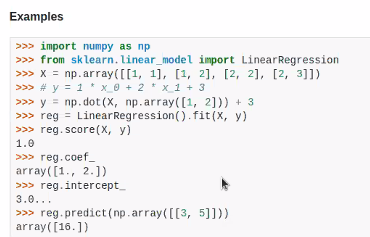 Examples
>>> import numpy as np
>>> from sklearn.linear_model import LinearRegression
>>> X = np.array([[1, 1], [1, 2], [2, 2], [2, 3]])
>>> # y = 1 * x_0 + 2 * x_1 + 3
>>> y = np.dot(X, np.array([1, 2])) + 3
>>> reg = LinearRegression().fit(X, y)
>>> reg.score(X, y)
1.0
>>> reg.coef_
array([1., 2.])
>>> reg.intercept_
3.0...
>>> reg.predict(np.array([[3, 5]]))
array([16.])